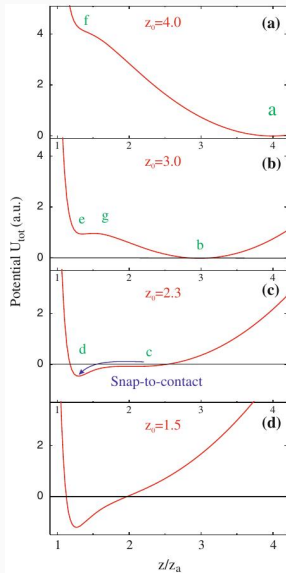 Potential U_tot (a.u.)
4
2
0
f
z₀=4.0
(a)
a
1 2 3 4
4
2
0
z₀=3.0
(b)
e
g
b
1 2 3 4
2
0
z₀=2.3
(c)
d
c
Snap-to-contact
1 2 3 4
2
0
z₀=1.5
(d)
1 2 3 4
z/zₐ